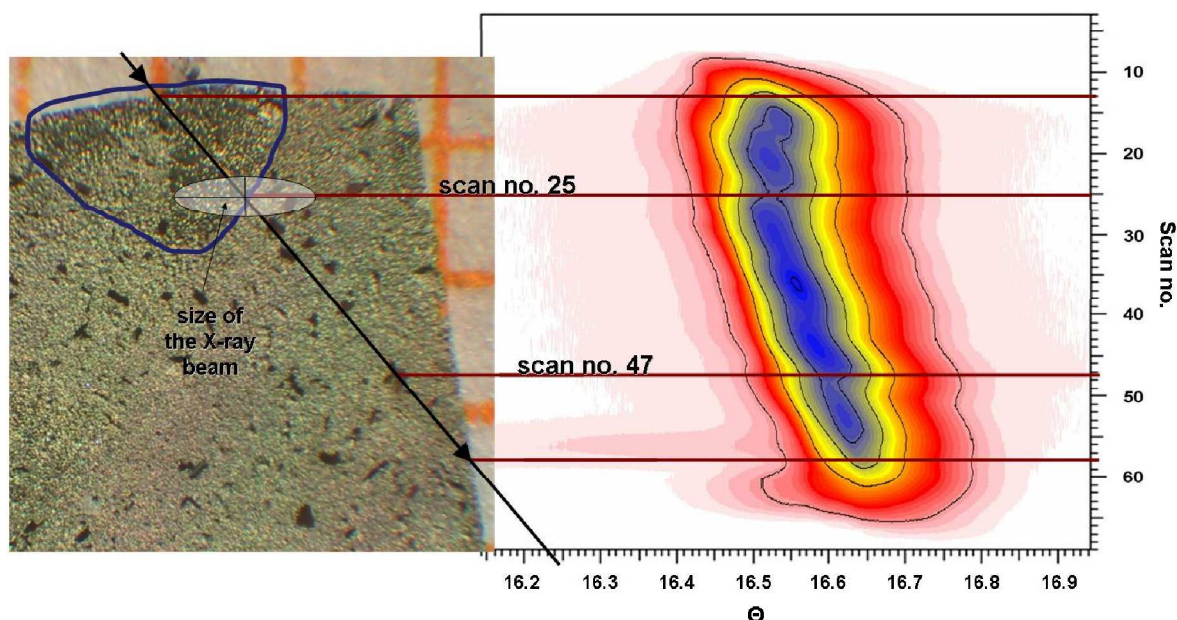 scan no. 25
size of
the X-ray
beam
scan no. 47
10
20
30
40
50
60
Scan no.
16.2 16.3 16.4 16.5 16.6 16.7 16.8 16.9
Θ